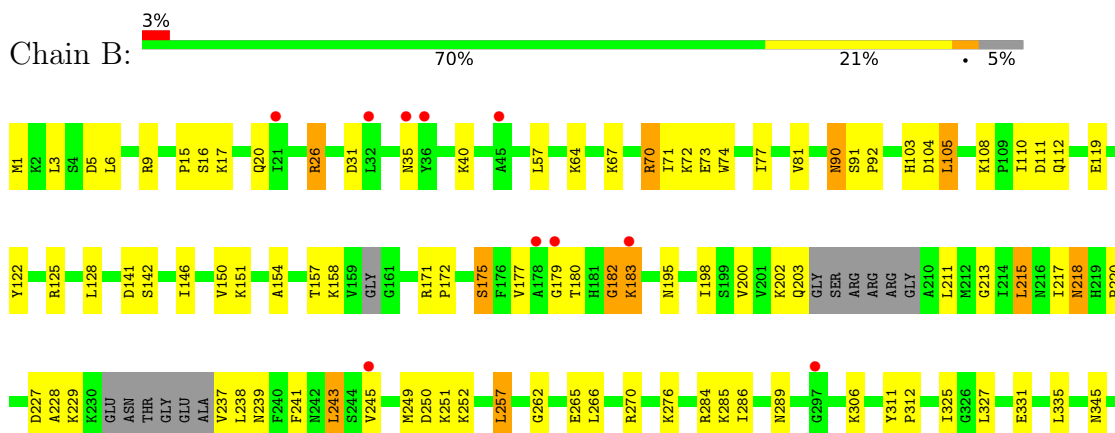 3%
Chain B:
70% 21% • 5%
M1 K2 L3 S4 D5 L6 R9 P15 S16 K17 Q20 I21 R26 D31 L32 N35 Y36 K40 A45 L57 K64 K67 R70 I71 K72 E73 W74 I77 V81 N90 S91 P92 H103 D104 L105 K108 P109 I110 D111 Q112 E119
Y122 R125 L128 D141 S142 I146 V150 K151 A154 T157 K158 V159 GLY G161 R171 P172 S175 F176 V177 A178 G179 T180 H181 G182 K183 N195 I198 S199 V200 V201 K202 Q203 GLY SER ARG ARG ARG GLY A210 L211 M212 G213 I214 L215 N216 I217 N218 H219
D227 A228 K229 K230 GLU ASN THR GLY GLU ALA V237 L238 N239 F240 F241 N242 L243 S244 V245 M249 D250 K251 K252 L257 G262 E265 L266 R270 K276 R284 K285 I286 N289 G297 K306 Y311 P312 I325 G326 L327 E331 L335 N345